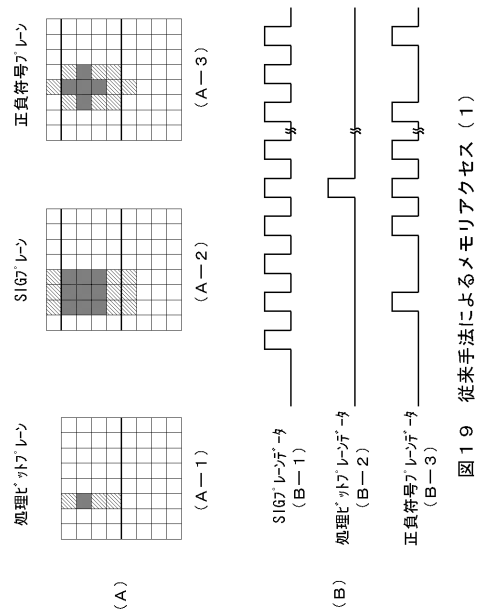 (A)
処理ビットプレーン
SIGプレーン
正負符号プレーン
(A-1)
(A-2)
(A-3)
(B)
SIGプレーンデータ
(B-1)
処理ビットプレーンデータ
(B-2)
正負符号プレーンデータ
(B-3)
図19 従来手法によるメモリアクセス(1)